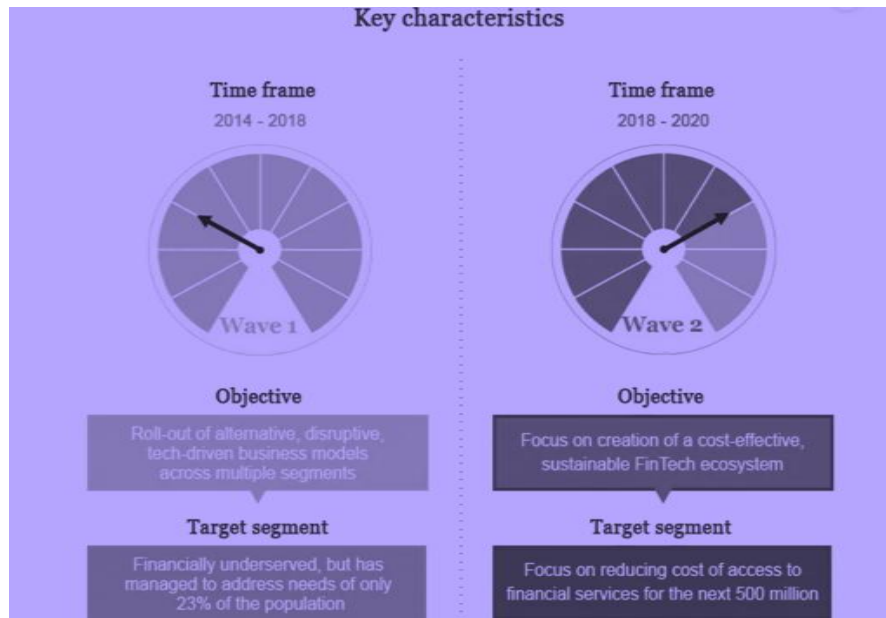 Key characteristics
Time frame
2014 - 2018
Wave 1
Objective
Roll-out of alternative, disruptive,
tech-driven business models
across multiple segments
Target segment
Financially underserved, but has
managed to address needs of only
23% of the population
Time frame
2018 - 2020
Wave 2
Objective
Focus on creation of a cost-effective,
sustainable FinTech ecosystem
Target segment
Focus on reducing cost of access to
financial services for the next 500 million